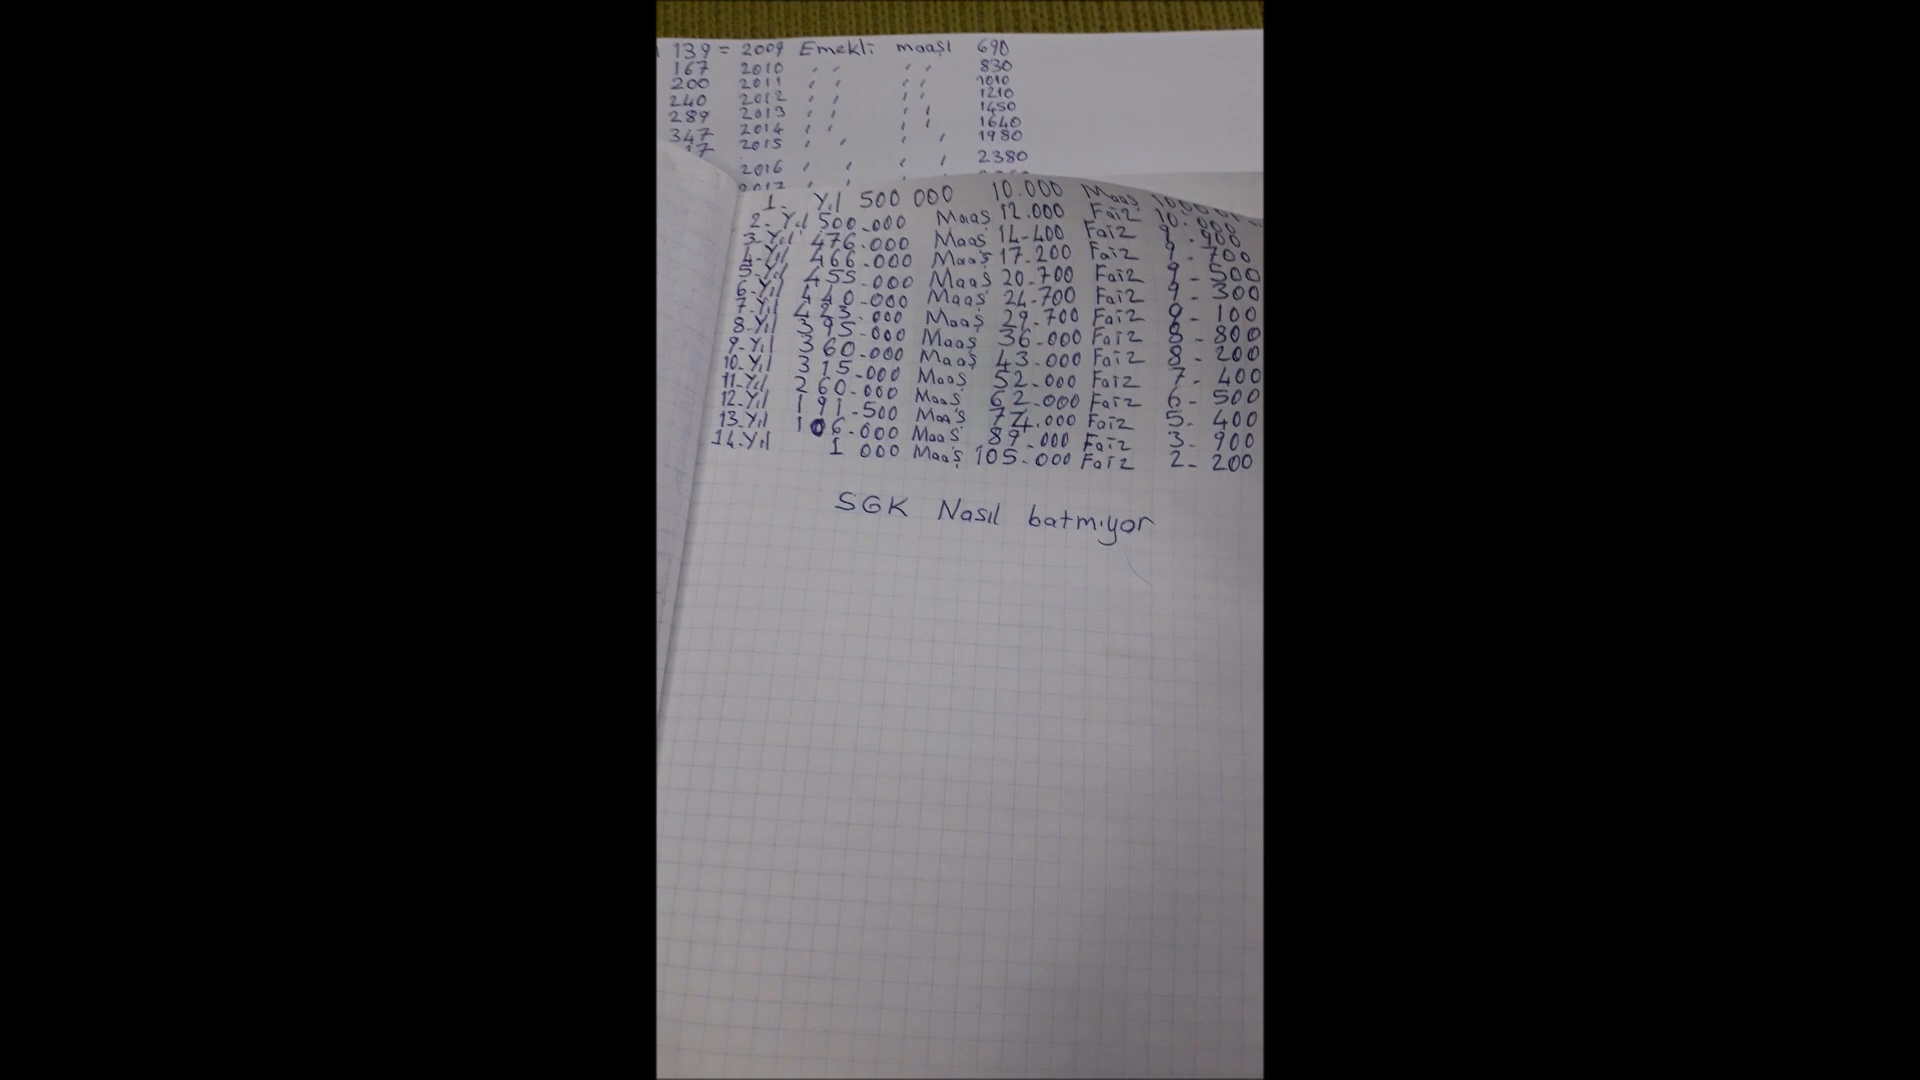 139 = 2009 Emekli maaşı 690
167 2010 " " " " 830
200 2011 " " " " 1010
240 2012 " " " " 1210
289 2013 " " " " 1450
347 2014 " " " " 1640
17 2015 " " " " 1980
2016 " " " " 2380
2017 " " " "
1- Yıl 500 000 10.000 Maaş
2- Yıl 500.000 Maaş 12.000 Faiz 10.000
3-Yıl 476.000 Maaş 14-400 Faiz 9.900
4-Yıl 466.000 Maaş 17.200 Faiz 9-700
5-Yıl 455.000 Maaş 20.700 Faiz 9-500
6-Yıl 440-000 Maaş 24-700 Faiz 9-300
7-Yıl 423.000 Maaş 29.700 Faiz 9-100
8-Yıl 395-000 Maaş 36-000 Faiz 8-800
9-Yıl 360-000 Maaş 43-000 Faiz 8-200
10-Yıl 315-000 Maaş 52-000 Faiz 7-400
11-Yıl 260-000 Maaş 62-000 Faiz 6-500
12-Yıl 191-500 Maaş 74.000 Faiz 5-400
13-Yıl 106-000 Maaş 89-000 Faiz 3-900
14-Yıl 1 000 Maaş 105-000 Faiz 2-200
SGK Nasıl batmıyor